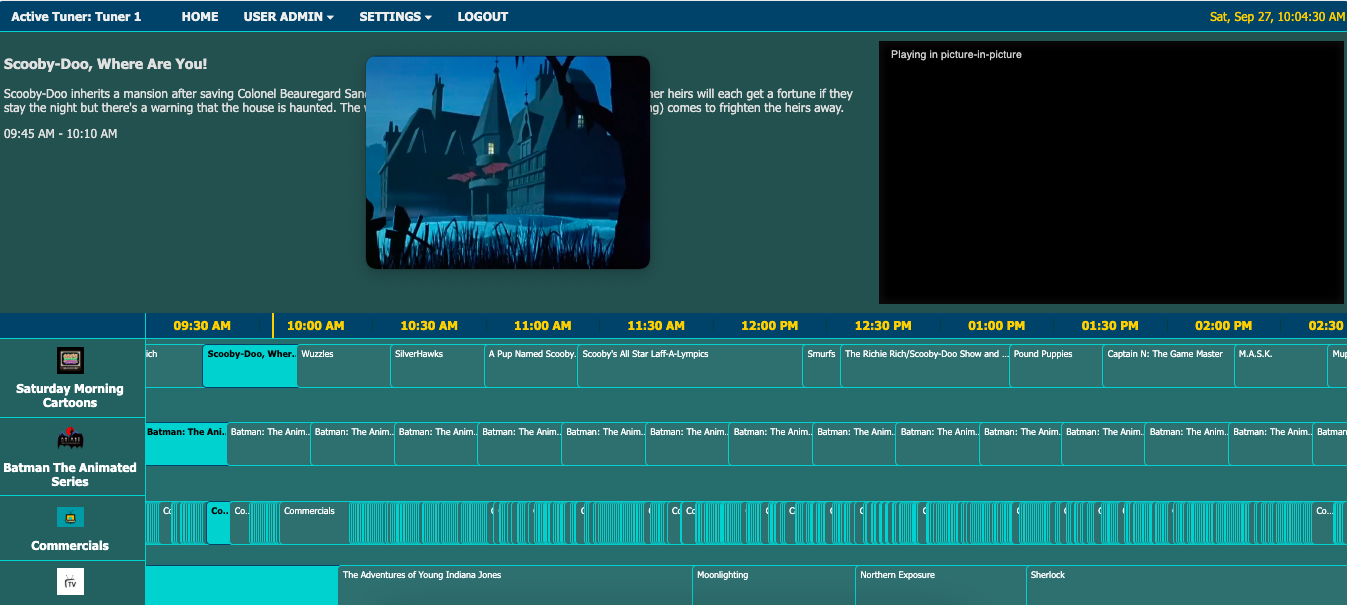 Active Tuner: Tuner 1 HOME USER ADMIN SETTINGS LOGOUT Sat, Sep 27, 10:04:30 AM
Scooby-Doo, Where Are You!
Scooby-Doo inherits a mansion after saving Colonel Beauregard San her heirs will each get a fortune if they
stay the night but there's a warning that the house is haunted. The ng) comes to frighten the heirs away.
09:45 AM - 10:10 AM
Playing in picture-in-picture
09:30 AM 10:00 AM 10:30 AM 11:00 AM 11:30 AM 12:00 PM 12:30 PM 01:00 PM 01:30 PM 02:00 PM 02:30
Saturday Morning
Cartoons
ich Scooby-Doo, Wher... Wuzzles SilverHawks A Pup Named Scooby... Scooby's All Star Laff-A-Lympics Smurfs The Richie Rich/Scooby-Doo Show and ... Pound Puppies Captain N: The Game Master M.A.S.K. Mup
Batman The Animated
Series
Batman: The Ani... Batman: The Anim... Batman: The Anim... Batman: The Anim... Batman: The Anim... Batman: The Anim... Batman: The Anim... Batman: The Anim... Batman: The Anim... Batman: The Anim... Batman: The Anim... Batman: The Anim... Batman: The Anim... Batman: The Anim... Batman
Commercials
Co... Co... Commercials Co...
TV
The Adventures of Young Indiana Jones Moonlighting Northern Exposure Sherlock